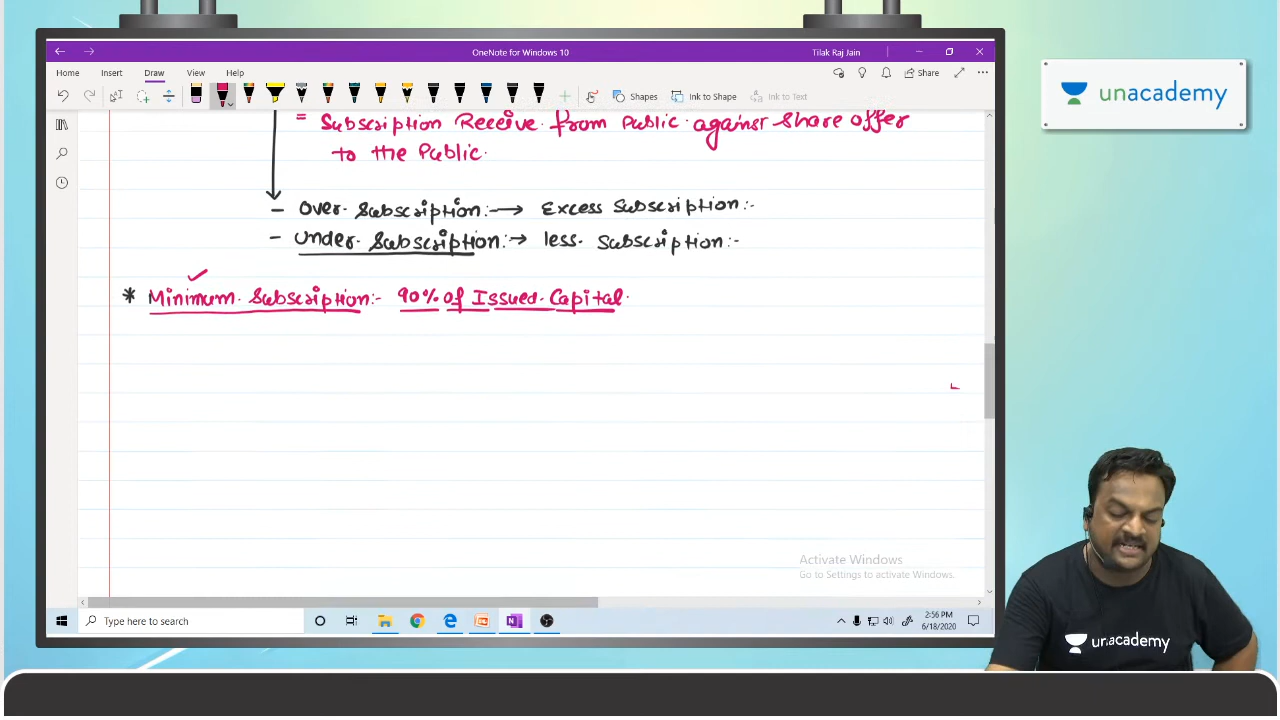 OneNote for Windows 10
Tilak Raj Jain
Home Insert Draw View Help
Share
Shapes Ink to Shape Ink to Text
= Subscription Receive from Public against Share offer
to the Public.
- Over Subscription:- → Excess Subscription:-
- Under Subscription:- → less Subscription:-
* Minimum Subscription:- 90% of Issued Capital
Activate Windows
Go to Settings to activate Windows.
Type here to search
2:56 PM
6/18/2020
unacademy
unacademy